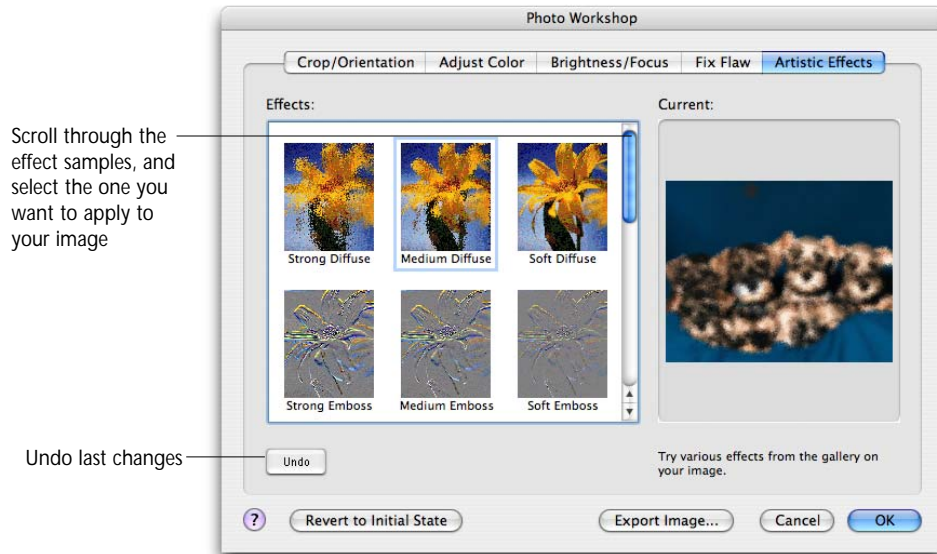 Photo Workshop
Crop/Orientation Adjust Color Brightness/Focus Fix Flaw Artistic Effects
Effects:
Current:
Scroll through the
effect samples, and
select the one you
want to apply to
your image
Strong Diffuse Medium Diffuse Soft Diffuse
Strong Emboss Medium Emboss Soft Emboss
Undo last changes
Undo
Try various effects from the gallery on
your image.
? Revert to Initial State Export Image... Cancel OK